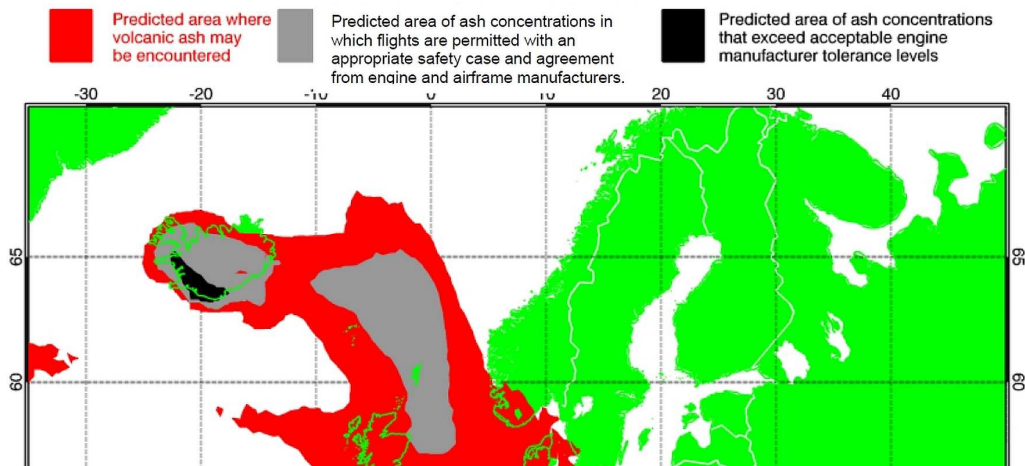 Predicted area where
volcanic ash may
be encountered
Predicted area of ash concentrations in
which flights are permitted with an
appropriate safety case and agreement
from engine and airframe manufacturers.
Predicted area of ash concentrations
that exceed acceptable engine
manufacturer tolerance levels
-30 -20 -10 0 10 20 30 40
65 65
60 60